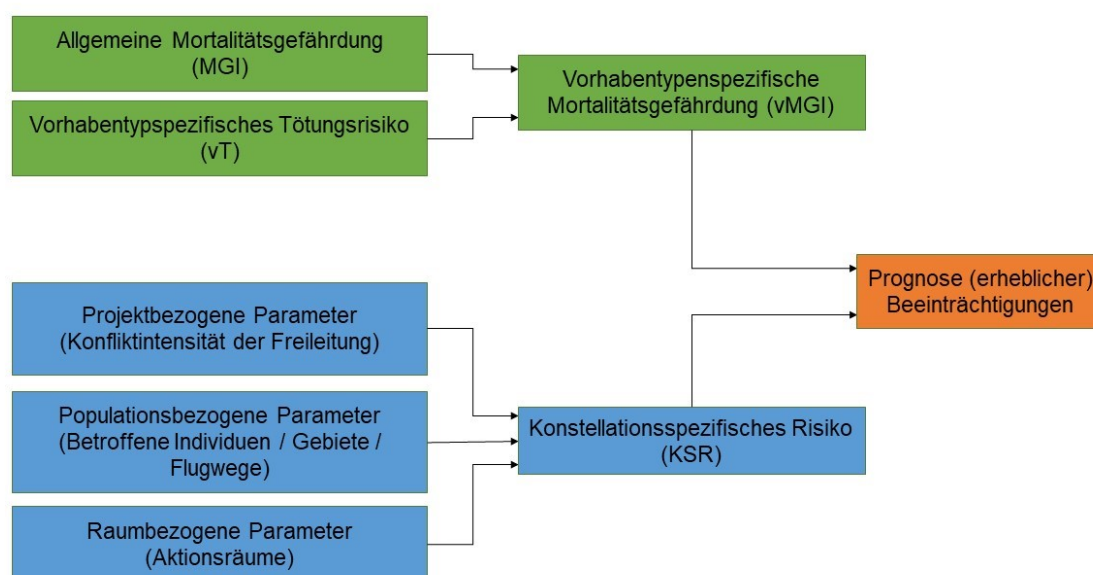 Allgemeine Mortalitätsgefährdung
(MGI)
Vorhabentypspezifisches Tötungsrisiko
(vT)
Vorhabentypenspezifische
Mortalitätsgefährdung (vMGI)
Prognose (erheblicher)
Beeinträchtigungen
Projektbezogene Parameter
(Konfliktintensität der Freileitung)
Populationsbezogene Parameter
(Betroffene Individuen / Gebiete /
Flugwege)
Raumbezogene Parameter
(Aktionsräume)
Konstellationsspezifisches Risiko
(KSR)